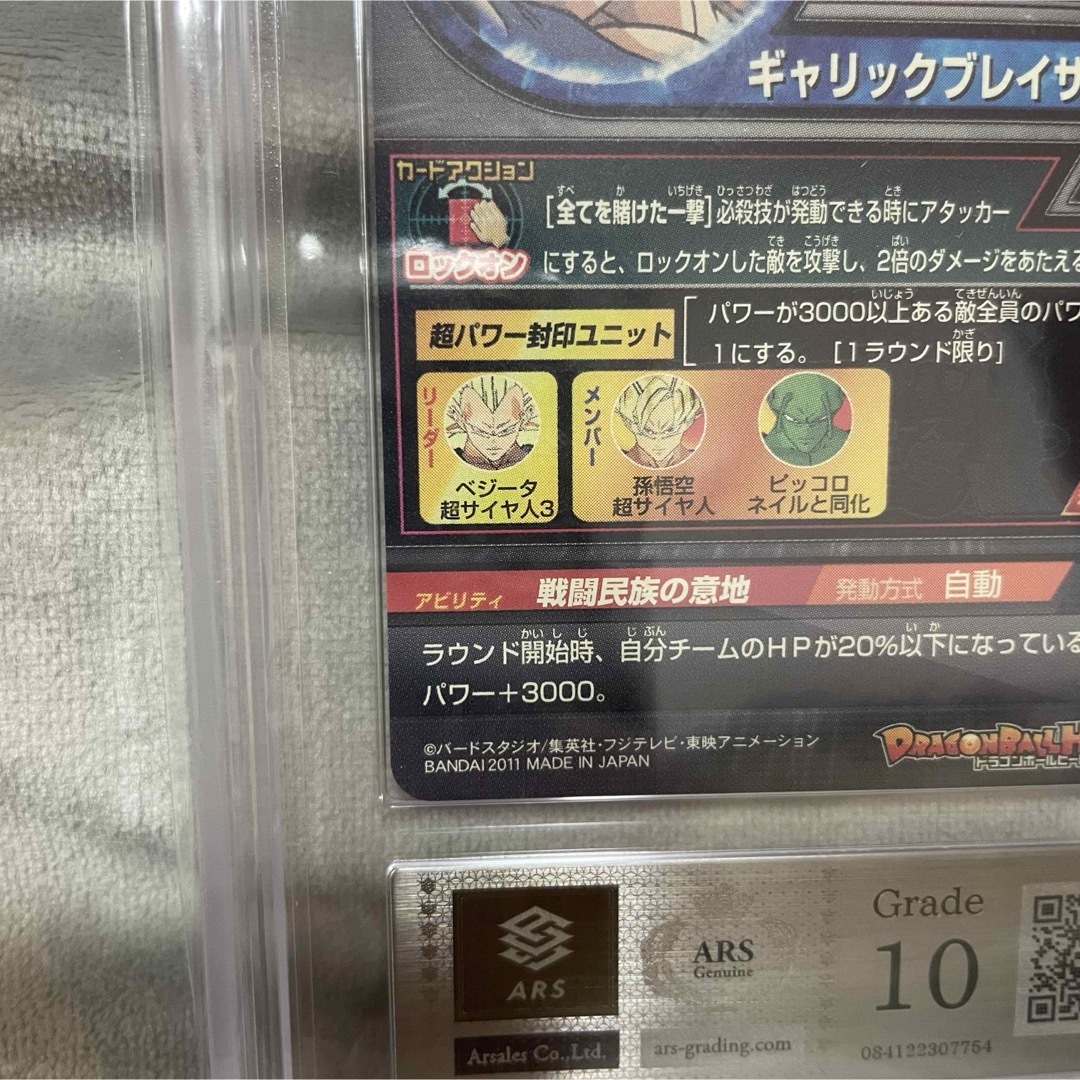 ギャリックブレイザ
カードアクション
ロックオン
[全てを賭けた一撃]必殺技が発動できる時にアタッカー
にすると、ロックオンした敵を攻撃し、2倍のダメージをあたえる
超パワー封印ユニット
パワーが3000以上ある敵全員のパワ
1にする。 [1ラウンド限り]
リーダー
ベジータ
超サイヤ人3
メンバー
孫悟空
超サイヤ人
ピッコロ
ネイルと同化
アビリティ 戦闘民族の意地 発動方式 自動
ラウンド開始時、自分チームのHPが20%以下になっている
パワー+3000。
©バードスタジオ/集英社・フジテレビ・東映アニメーション
BANDAI 2011 MADE IN JAPAN
DRAGONBALL H
ドラゴンボールヒー
ARS
Arsales Co.,Ltd.
ARS
Genuine
ars-grading.com
Grade
10
084122307754